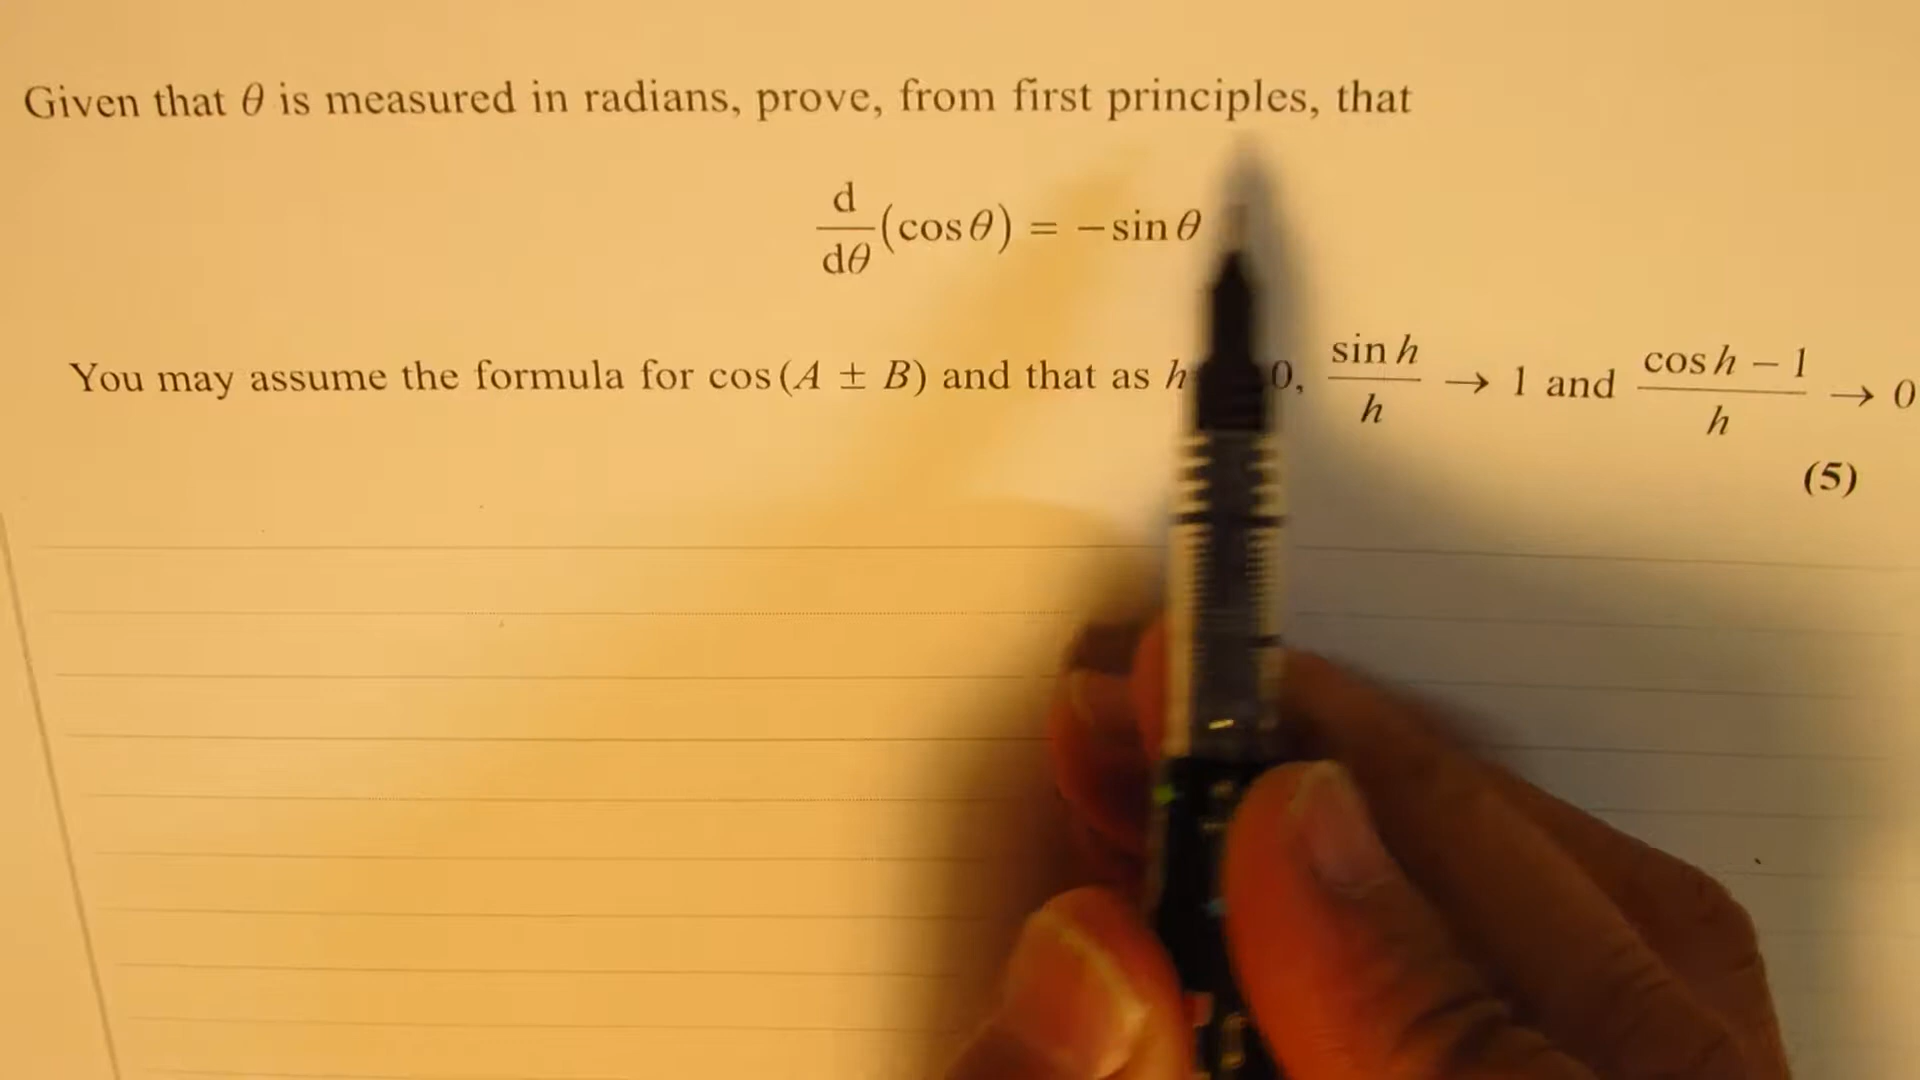 Given that θ is measured in radians, prove, from first principles, that
d/dθ (cos θ) = −sin θ
You may assume the formula for cos (A ± B) and that as h 0, sin h / h → 1 and cos h − 1 / h → 0
(5)